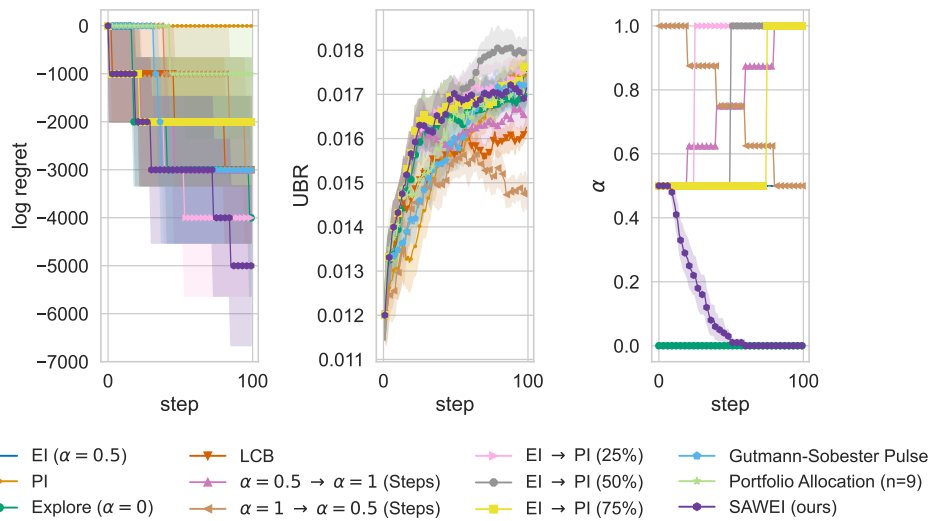 0
−1000
−2000
−3000
−4000
−5000
−6000
−7000
log regret
0
100
step
0.018
0.017
0.016
0.015
0.014
0.013
0.012
0.011
UBR
0
100
step
1.0
0.8
0.6
0.4
0.2
0.0
α
0
100
step
EI (α = 0.5)
PI
Explore (α = 0)
LCB
α = 0.5 → α = 1 (Steps)
α = 1 → α = 0.5 (Steps)
EI → PI (25%)
EI → PI (50%)
EI → PI (75%)
Gutmann-Sobester Pulse
Portfolio Allocation (n=9)
SAWEI (ours)